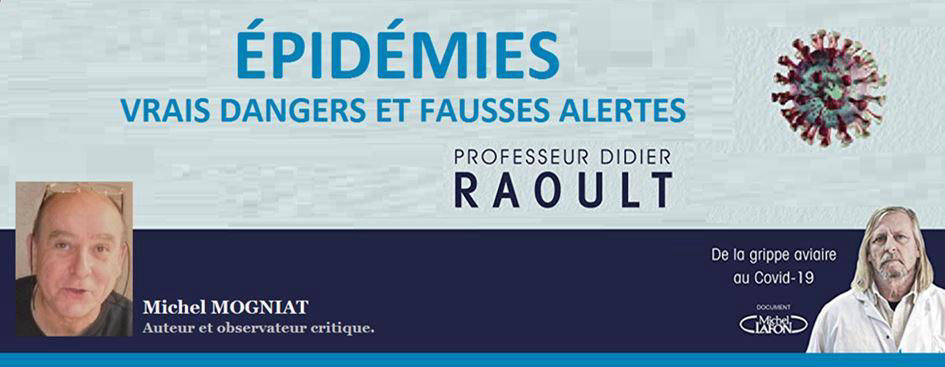 ÉPIDÉMIES
VRAIS DANGERS ET FAUSSES ALERTES
PROFESSEUR DIDIER
RAOULT
De la grippe aviaire
au Covid-19
DOCUMENT
Michel
LAFON
Michel MOGNIAT
Auteur et observateur critique.